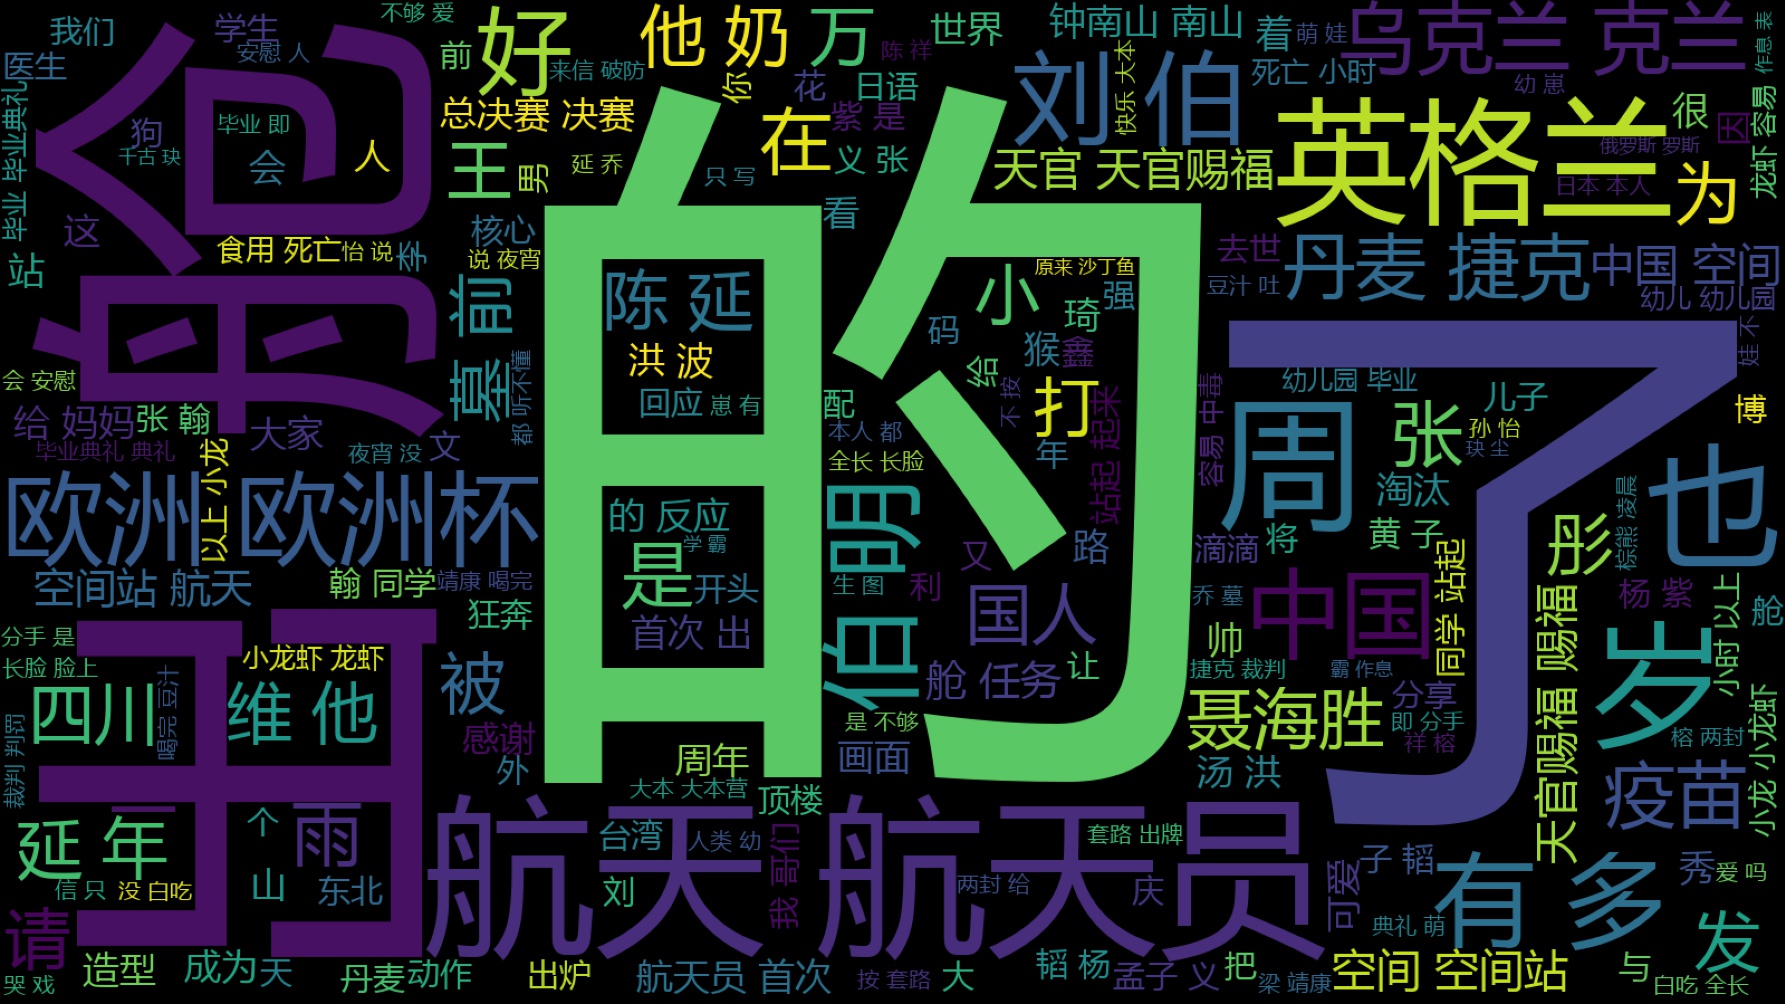 不够 爱
我们
学生
安慰 人
医生
前
好
来信 破防
他 奶
万
陈 祥
世界
钟南山 南山
着
萌 娃
乌克兰 克兰
作息 表
毕业 毕业典礼
狗
千古 玦
毕业 即
会
人
舱
总决赛 决赛
你
花
日语
紫 是
在
刘 伯
快乐 大本
死亡 小时
幼 崽
英格兰
很
因
龙虾 容易
俄罗斯 罗斯
日本 本人
为
王
男
延 乔
只 写
义 张
天官 天官赐福
这
站
食用 死亡
怡 说
李
核心
说 夜宵
看
的
原来 沙丁鱼
去世
豆汁 吐
丹麦 捷克
中国 空间
幼儿 幼儿园
的
陈 延
小
琦
强
码
猴
鑫
前
墓
听不懂
都
洪 波
回应
崽 有
给
不 按
打
站起 起来
容易 中毒
了
娃 不
幼儿园 毕业
儿子
博
会 安慰
给 妈妈
张 翰
大家
毕业典礼 典礼
夜宵 没
文
配
本人 都
全长 长脸
年
周
张
孙 怡
玦 尘
欧洲 欧洲杯
以上 小龙
的 反应
学 霸
明
伯
又
路
滴滴
将
淘汰
黄 子
彤
棕熊 凌晨
也
空间站 航天
翰 同学
靖康 喝完
狂奔
是
开头
首次 出
生 图
利
国人
乔 墓
中国
同学 站起
天官赐福 赐福
杨 紫
小时 以上
舱
分手 是
长脸 脸上
小龙虾 龙虾
被
舱 任务
让
帅
捷克 裁判
霸 作息
岁
四川
喝完 豆汁
维 他
裁判 判罚
感谢
外
周年
是 不够
画面
聂海胜
分享
即 分手
祥 榕
汤 洪
榕 两封
疫苗
小龙 小龙虾
延 年
个
雨
山
东北
信 只
没 白吃
航天 航天员
大本 大本营
顶楼
台湾
人类 幼
刘
我 哥们
两封 给
庆
套路 出牌
可爱
子 韬
有 多
典礼 萌
秀
爱 吗
请
哭 戏
造型
成为
天
丹麦
动作
出炉
航天员 首次
按 套路
大
韬 杨
孟子 义
把
梁 靖康
空间 空间站
与
发
白吃 全长